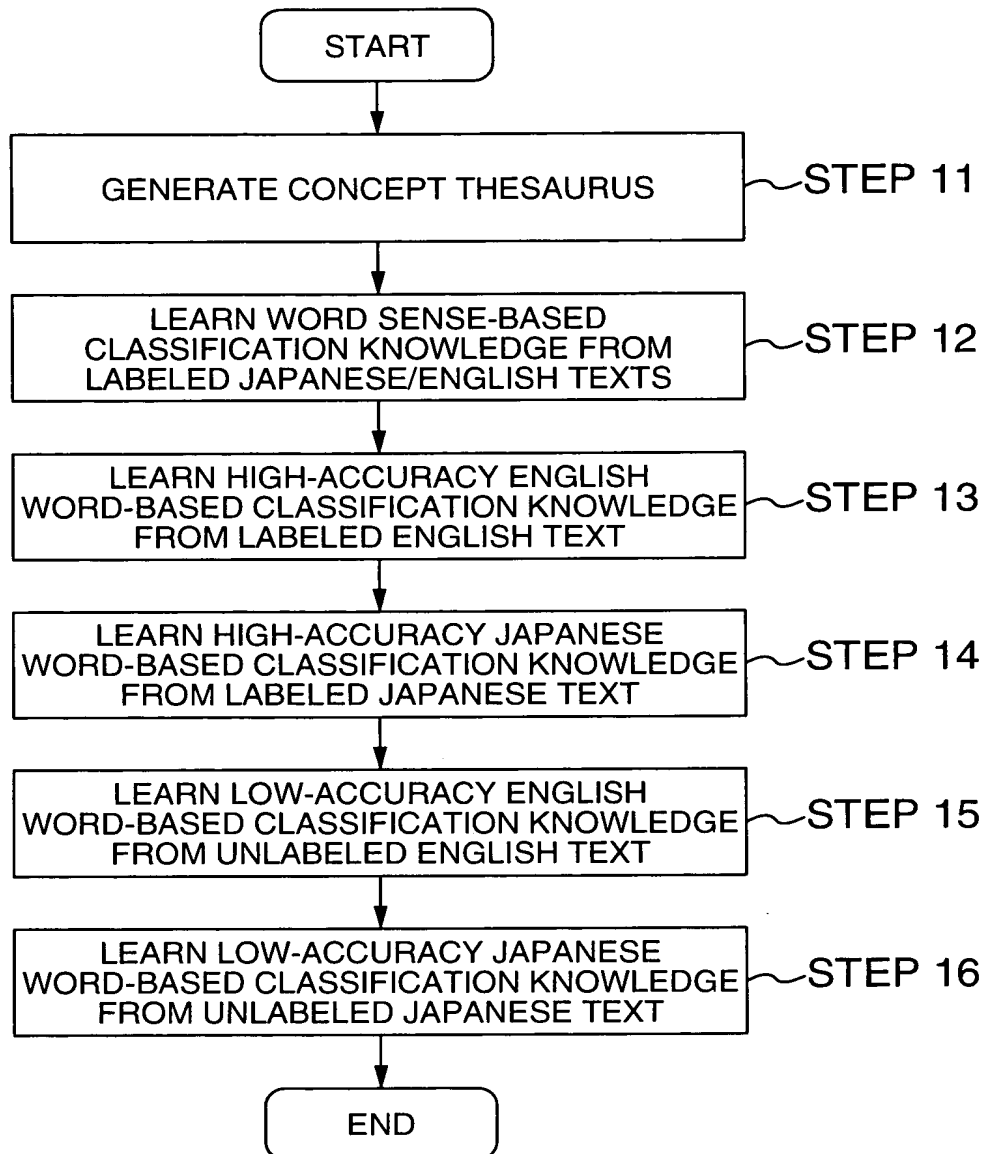 START
GENERATE CONCEPT THESAURUS
STEP 11
LEARN WORD SENSE-BASED
CLASSIFICATION KNOWLEDGE FROM
LABELED JAPANESE/ENGLISH TEXTS
STEP 12
LEARN HIGH-ACCURACY ENGLISH
WORD-BASED CLASSIFICATION KNOWLEDGE
FROM LABELED ENGLISH TEXT
STEP 13
LEARN HIGH-ACCURACY JAPANESE
WORD-BASED CLASSIFICATION KNOWLEDGE
FROM LABELED JAPANESE TEXT
STEP 14
LEARN LOW-ACCURACY ENGLISH
WORD-BASED CLASSIFICATION KNOWLEDGE
FROM UNLABELED ENGLISH TEXT
STEP 15
LEARN LOW-ACCURACY JAPANESE
WORD-BASED CLASSIFICATION KNOWLEDGE
FROM UNLABELED JAPANESE TEXT
STEP 16
END